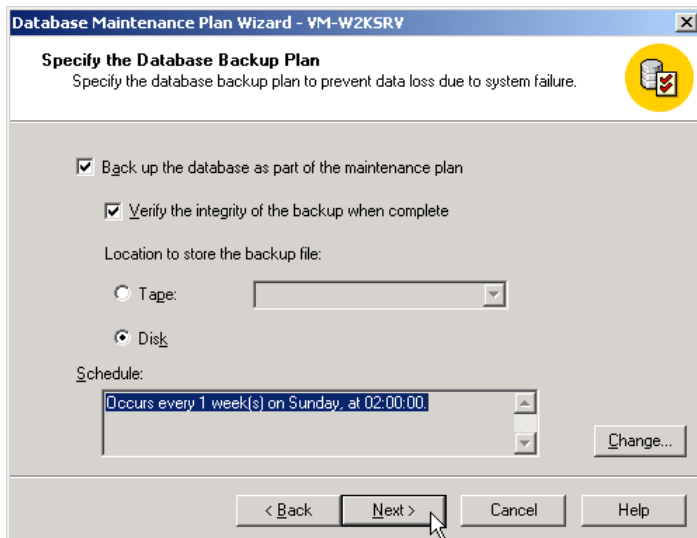 Database Maintenance Plan Wizard - VM-W2KSRV
Specify the Database Backup Plan
Specify the database backup plan to prevent data loss due to system failure.
Back up the database as part of the maintenance plan
Verify the integrity of the backup when complete
Location to store the backup file:
Tape:
Disk
Schedule:
Occurs every 1 week(s) on Sunday, at 02:00:00.
Change...
< Back
Next >
Cancel
Help